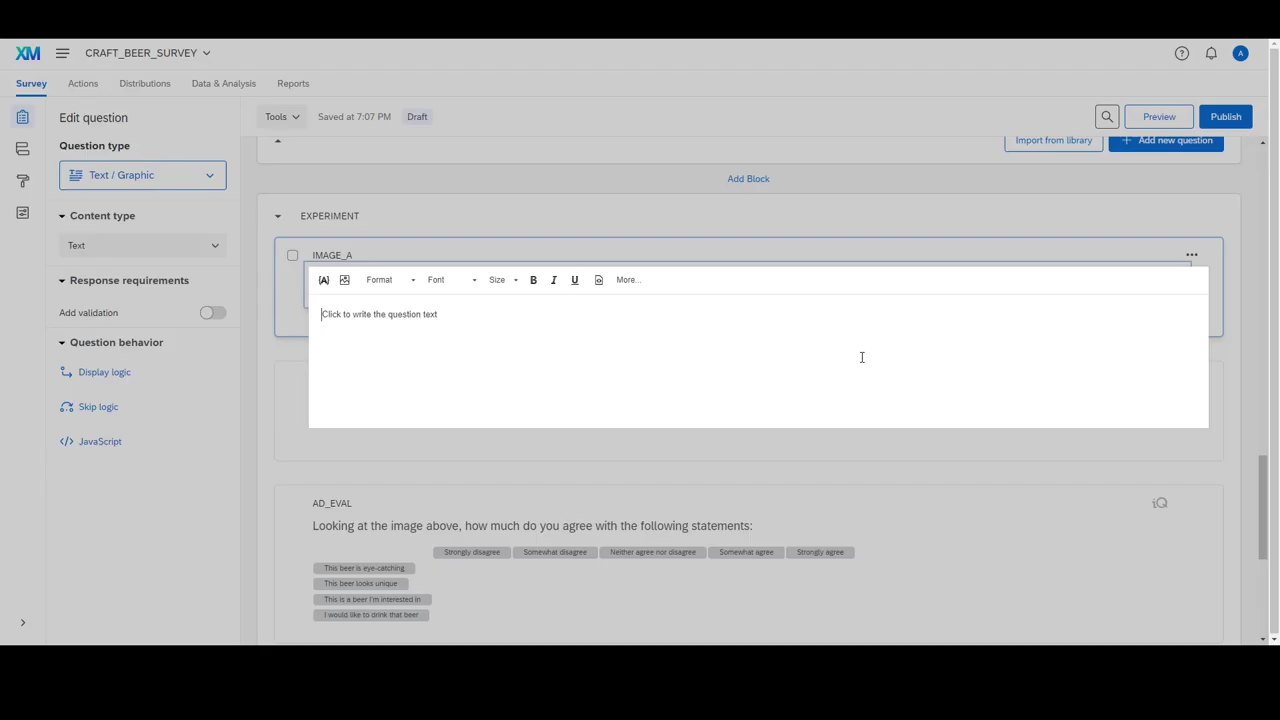 XM
CRAFT_BEER_SURVEY
A
Survey
Actions
Distributions
Data & Analysis
Reports
Edit question
Tools
Saved at 7:07 PM
Draft
Preview
Publish
Question type
Text / Graphic
Import from library
+ Add new question
Add Block
Content type
Text
EXPERIMENT
IMAGE_A
Response requirements
Add validation
Format
Font
Size
B
I
U
More...
Click to write the question text
Question behavior
Display logic
Skip logic
JavaScript
AD_EVAL
iQ
Looking at the image above, how much do you agree with the following statements:
Strongly disagree
Somewhat disagree
Neither agree nor disagree
Somewhat agree
Strongly agree
This beer is eye-catching
This beer looks unique
This is a beer I'm interested in
I would like to drink that beer